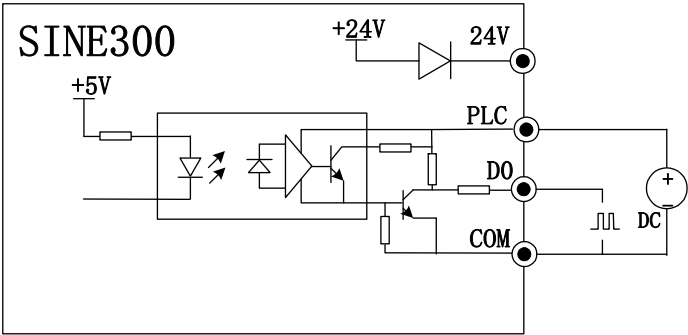 SINE300
+24V
24V
+5V
PLC
DO
+
DC
−
COM